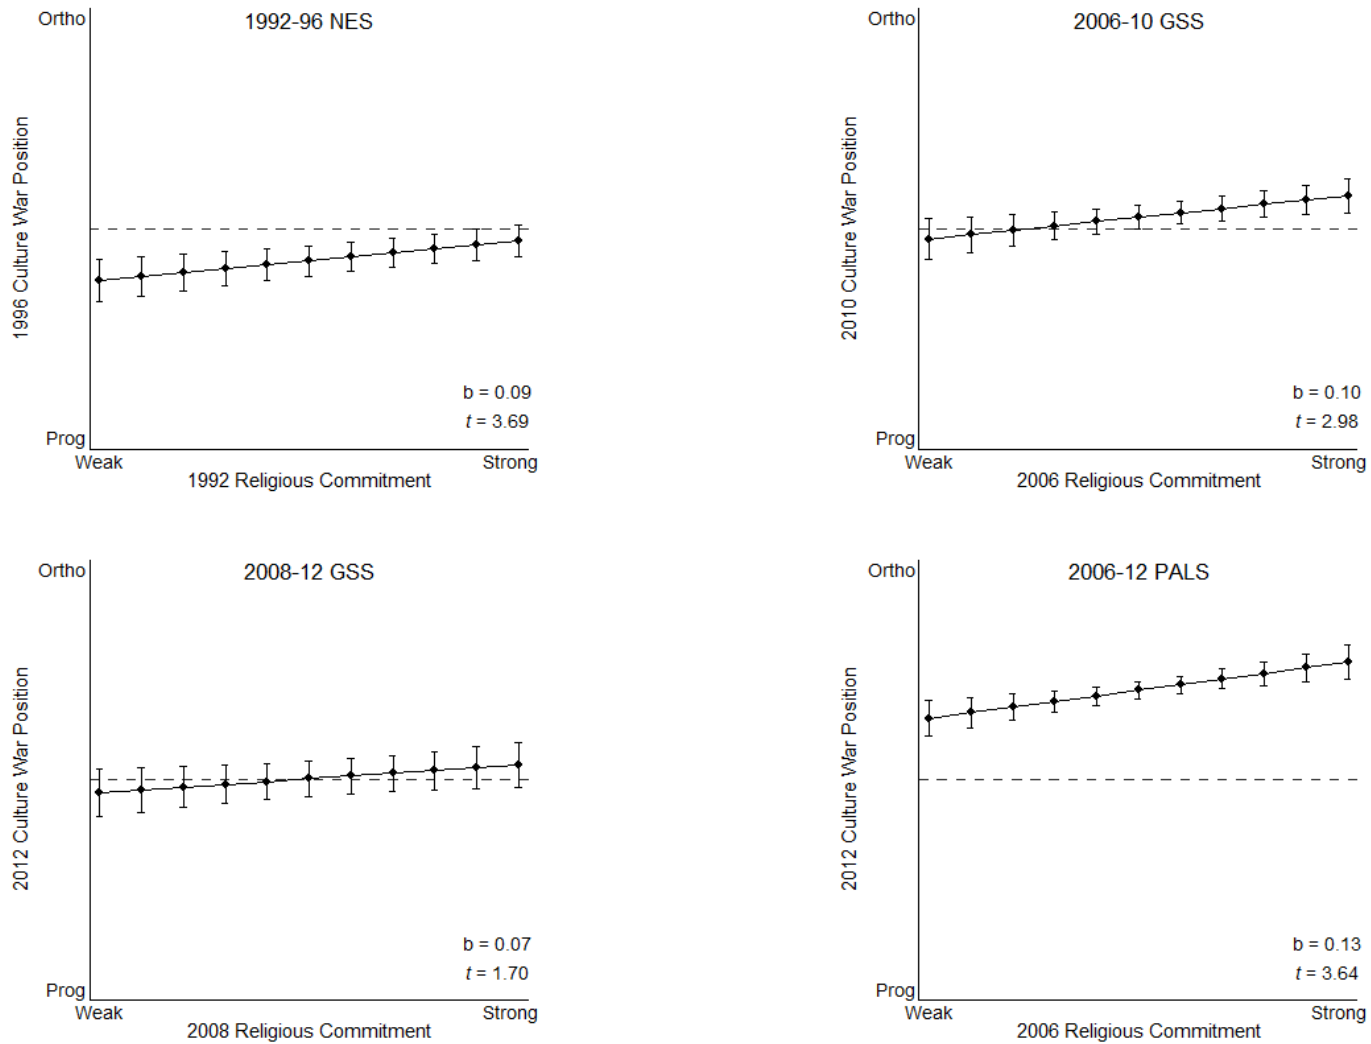 Ortho
1992-96 NES
1996 Culture War Position
b = 0.09
t = 3.69
Prog
Weak
Strong
1992 Religious Commitment
Ortho
2006-10 GSS
2010 Culture War Position
b = 0.10
t = 2.98
Prog
Weak
Strong
2006 Religious Commitment
Ortho
2008-12 GSS
2012 Culture War Position
b = 0.07
t = 1.70
Prog
Weak
Strong
2008 Religious Commitment
Ortho
2006-12 PALS
2012 Culture War Position
b = 0.13
t = 3.64
Prog
Weak
Strong
2006 Religious Commitment